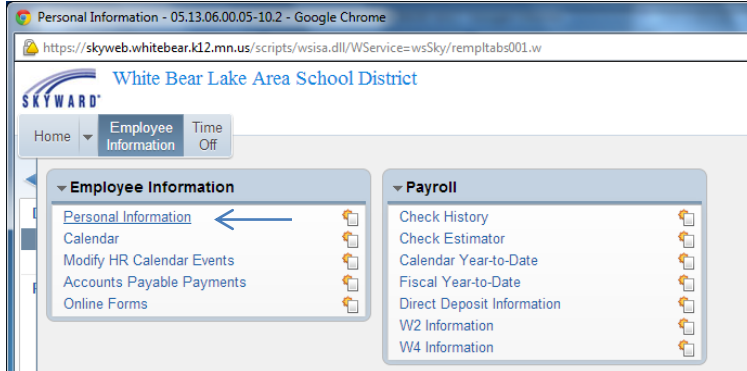 Personal Information - 05.13.06.00.05-10.2 - Google Chrome
https://skyweb.whitebear.k12.mn.us/scripts/wsisa.dll/WService=wsSky/rempltabs001.w
White Bear Lake Area School District
SKYWARD
Home
Employee Information
Time Off
Employee Information
Personal Information
Calendar
Modify HR Calendar Events
Accounts Payable Payments
Online Forms
Payroll
Check History
Check Estimator
Calendar Year-to-Date
Fiscal Year-to-Date
Direct Deposit Information
W2 Information
W4 Information